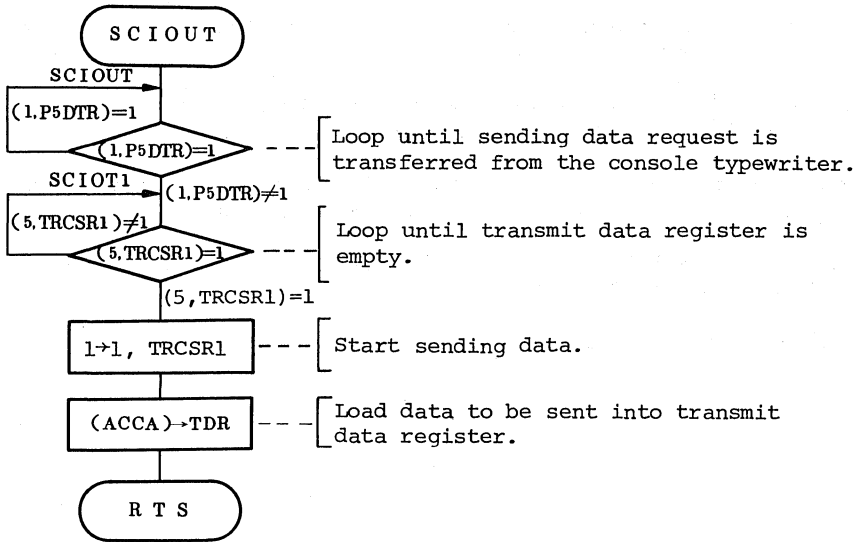 SCIOUT
SCIOUT
(1,P5DTR)=1
(1,P5DTR)=1
Loop until sending data request is
transferred from the console typewriter.
SCIOT1
(1,P5DTR)≠1
(5,TRCSR1)≠1
(5,TRCSR1)=1
Loop until transmit data register is
empty.
(5,TRCSR1)=1
1→1, TRCSR1
Start sending data.
(ACCA)→TDR
Load data to be sent into transmit
data register.
RTS